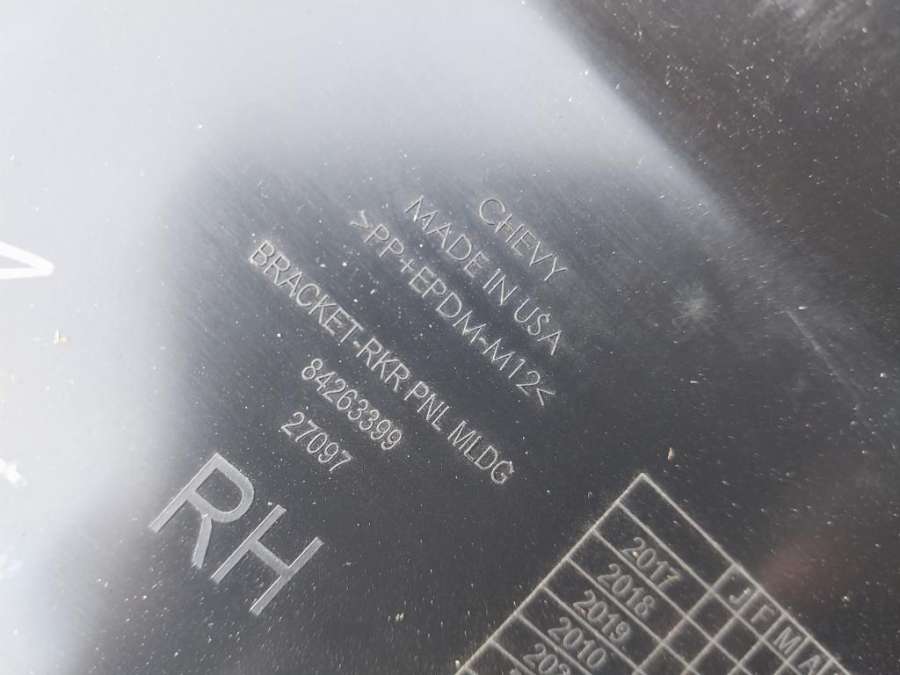 CHEVY
MADE IN USA
>PP+EPDM-M12<
BRACKET-RKR PNL MLDG
84263399
27097
RH
J F M A
2017
2018
2019
2010